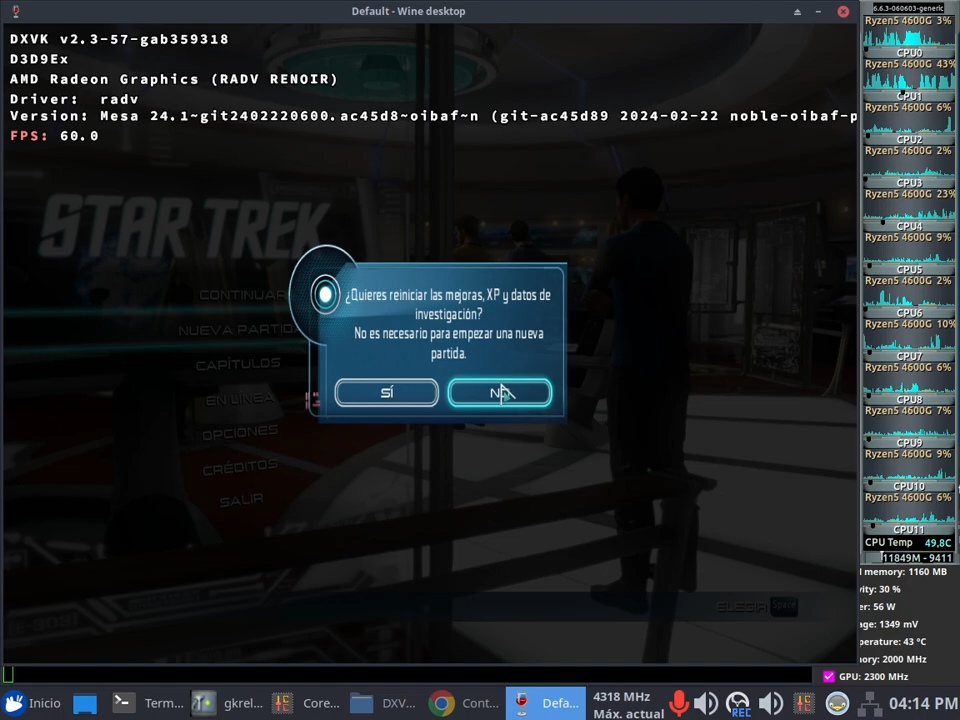 Default - Wine desktop
DXVK v2.3-57-gab359318
D3D9Ex
AMD Radeon Graphics (RADV RENOIR)
Driver: radv
Version: Mesa 24.1~git2402220600.ac45d8~oibaf~n (git-ac45d89 2024-02-22 noble-oibaf-p
FPS: 60.0
STAR TREK
CONTINUAR
NUEVA PARTID
CAPÍTULOS
EN LÍNEA
OPCIONES
CRÉDITOS
SALIR
¿Quieres reiniciar las mejoras, XP y datos de
investigación?
No es necesario para empezar una nueva
partida.
SÍ
NO
ELEGIR Space
6.6.3-060603-generic
Ryzen5 4600G 3%
CPU0
Ryzen5 4600G 43%
CPU1
Ryzen5 4600G 6%
CPU2
Ryzen5 4600G 2%
CPU3
Ryzen5 4600G 23%
CPU4
Ryzen5 4600G 9%
CPU5
Ryzen5 4600G 2%
CPU6
Ryzen5 4600G 10%
CPU7
Ryzen5 4600G 6%
CPU8
Ryzen5 4600G 7%
CPU9
Ryzen5 4600G 9%
CPU10
Ryzen5 4600G 6%
CPU11
CPU Temp 49,8C
11849M - 9411
l memory: 1160 MB
vity: 30 %
er: 56 W
age: 1349 mV
perature: 43 °C
nory: 2000 MHz
GPU: 2300 MHz
Inicio
Term...
gkrel...
Core...
DXV...
Cont...
Defa...
4318 MHz
Máx. actual
REC
04:14 PM